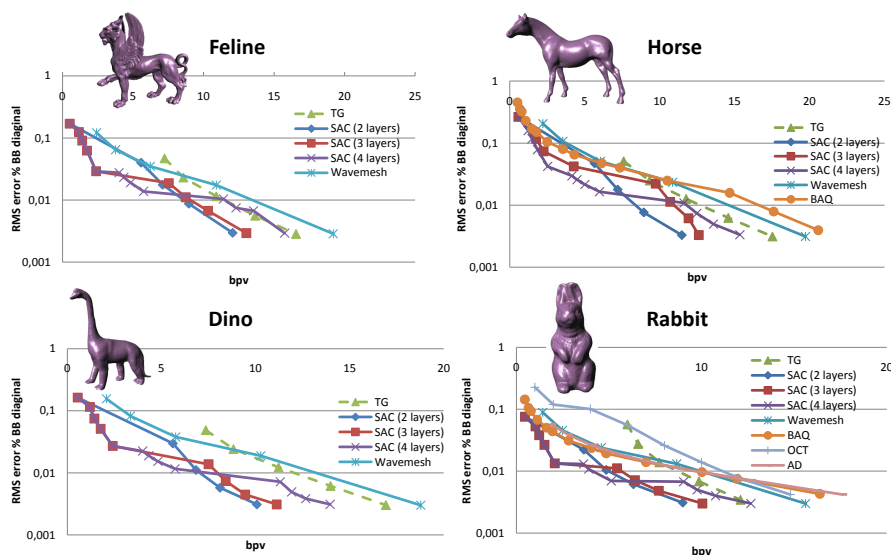 Feline
0
5
10
15
20
25
1
0,1
0,01
0,001
RMS error % BB diaginal
bpv
TG
SAC (2 layers)
SAC (3 layers)
SAC (4 layers)
Wavemesh
Horse
0
5
10
15
20
25
1
0,1
0,01
0,001
RMS error % BB diaginal
bpv
TG
SAC (2 layers)
SAC (3 layers)
SAC (4 layers)
Wavemesh
BAQ
Dino
0
5
10
15
20
1
0,1
0,01
0,001
RMS error % BB diaginal
bpv
TG
SAC (2 layers)
SAC (3 layers)
SAC (4 layers)
Wavemesh
Rabbit
0
10
20
1
0,1
0,01
0,001
RMS error % BB diaginal
bpv
TG
SAC (2 layers)
SAC (3 layers)
SAC (4 layers)
Wavemesh
BAQ
OCT
AD